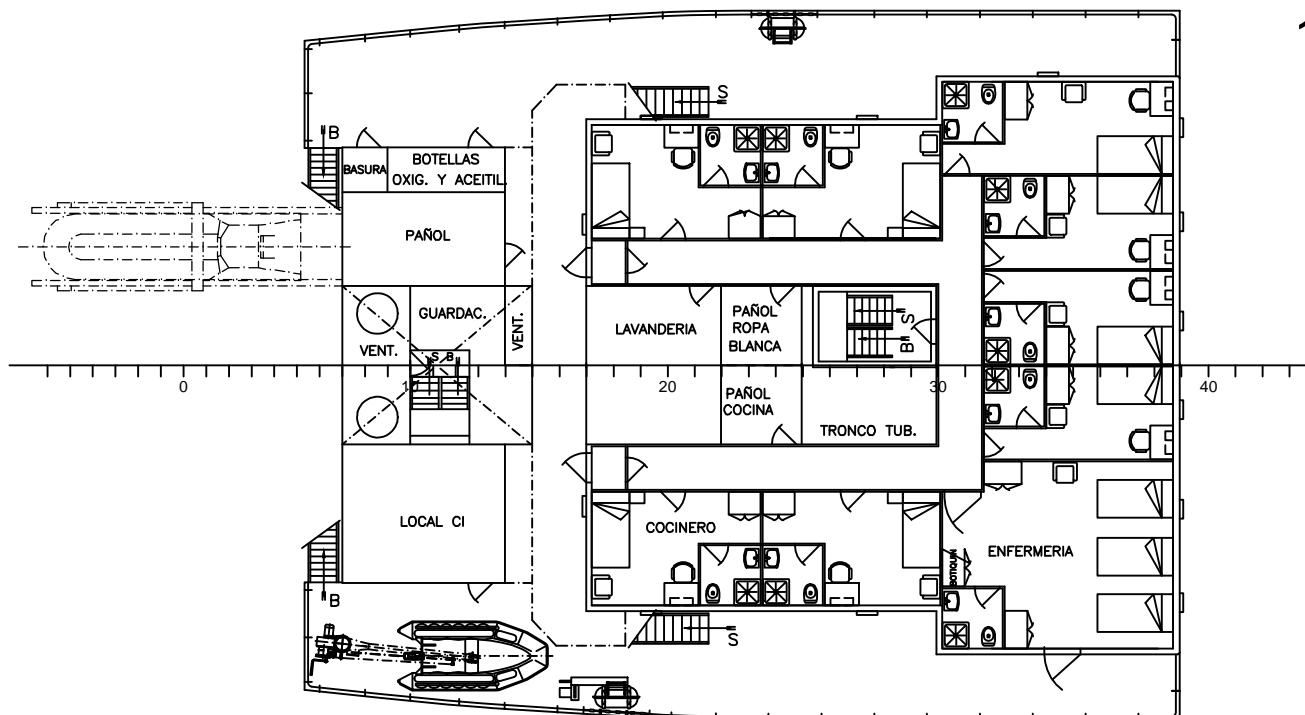 S
B
BOTELLAS
BASURA
OXIG. Y ACEITIL.
PAÑOL
GUARDAC.
VENT.
VENT.
S B
LAVANDERIA
PAÑOL
ROPA
BLANCA
S
B
0
10
20
30
40
PAÑOL
COCINA
TRONCO TUB.
LOCAL CI
COCINERO
ENFERMERIA
BOTIQUIN
B
S